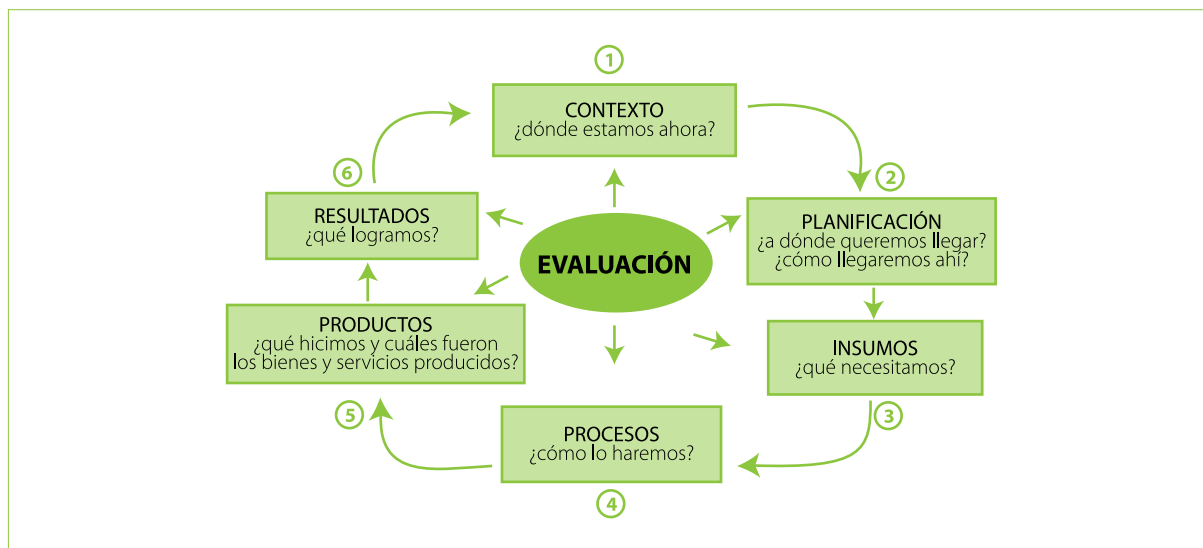 1
CONTEXTO
¿dónde estamos ahora?
2
PLANIFICACIÓN
¿a dónde queremos llegar?
¿cómo llegaremos ahí?
3
INSUMOS
¿qué necesitamos?
4
PROCESOS
¿cómo lo haremos?
5
PRODUCTOS
¿qué hicimos y cuáles fueron
los bienes y servicios producidos?
6
RESULTADOS
¿qué logramos?
EVALUACIÓN